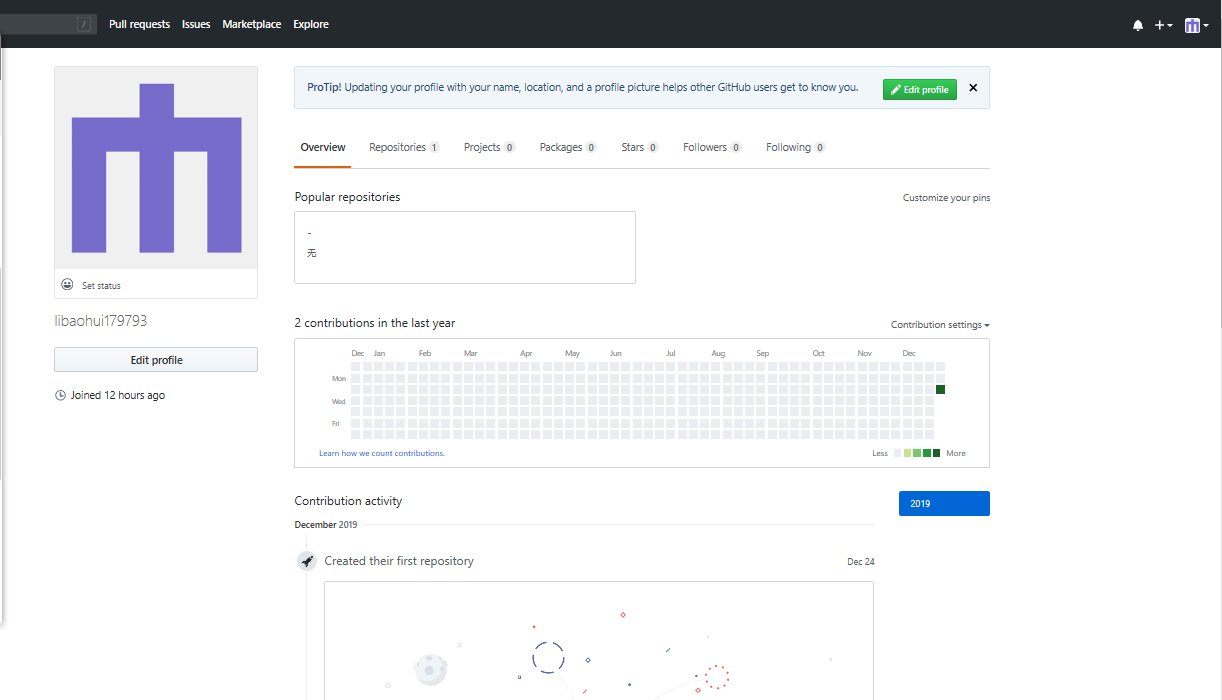 / Pull requests Issues Marketplace Explore
ProTip! Updating your profile with your name, location, and a profile picture helps other GitHub users get to know you. Edit profile
Overview Repositories 1 Projects 0 Packages 0 Stars 0 Followers 0 Following 0
Popular repositories Customize your pins
-
无
Set status
libaohui179793
Edit profile
Joined 12 hours ago
2 contributions in the last year Contribution settings
Dec Jan Feb Mar Apr May Jun Jul Aug Sep Oct Nov Dec
Mon
Wed
Fri
Learn how we count contributions. Less More
Contribution activity 2019
December 2019
Created their first repository Dec 24